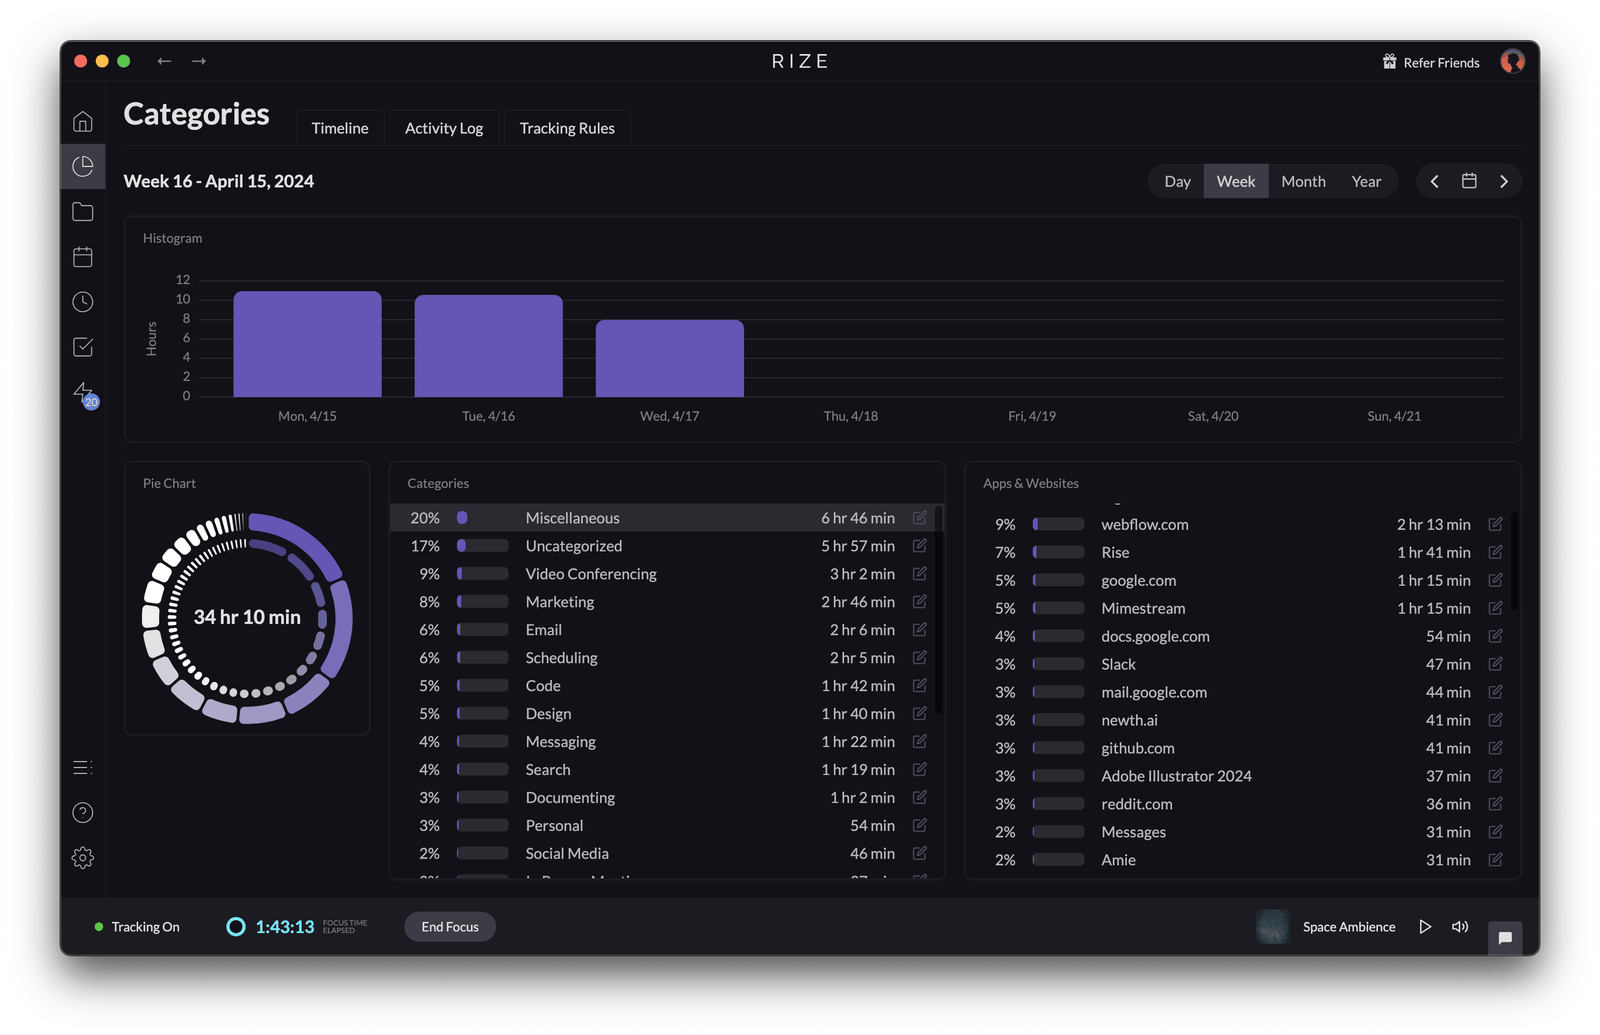 RIZE
Refer Friends
Categories
Timeline
Activity Log
Tracking Rules
Week 16 - April 15, 2024
Day
Week
Month
Year
Histogram
12
10
8
6
4
2
0
Hours
Mon, 4/15
Tue, 4/16
Wed, 4/17
Thu, 4/18
Fri, 4/19
Sat, 4/20
Sun, 4/21
20
Pie Chart
34 hr 10 min
Categories
20% Miscellaneous 6 hr 46 min
17% Uncategorized 5 hr 57 min
9% Video Conferencing 3 hr 2 min
8% Marketing 2 hr 46 min
6% Email 2 hr 6 min
6% Scheduling 2 hr 5 min
5% Code 1 hr 42 min
5% Design 1 hr 40 min
4% Messaging 1 hr 22 min
4% Search 1 hr 19 min
3% Documenting 1 hr 2 min
3% Personal 54 min
2% Social Media 46 min
Apps & Websites
9% webflow.com 2 hr 13 min
7% Rise 1 hr 41 min
5% google.com 1 hr 15 min
5% Mimestream 1 hr 15 min
4% docs.google.com 54 min
3% Slack 47 min
3% mail.google.com 44 min
3% newth.ai 41 min
3% github.com 41 min
3% Adobe Illustrator 2024 37 min
3% reddit.com 36 min
2% Messages 31 min
2% Amie 31 min
Tracking On
1:43:13
FOCUS TIME
ELAPSED
End Focus
Space Ambience